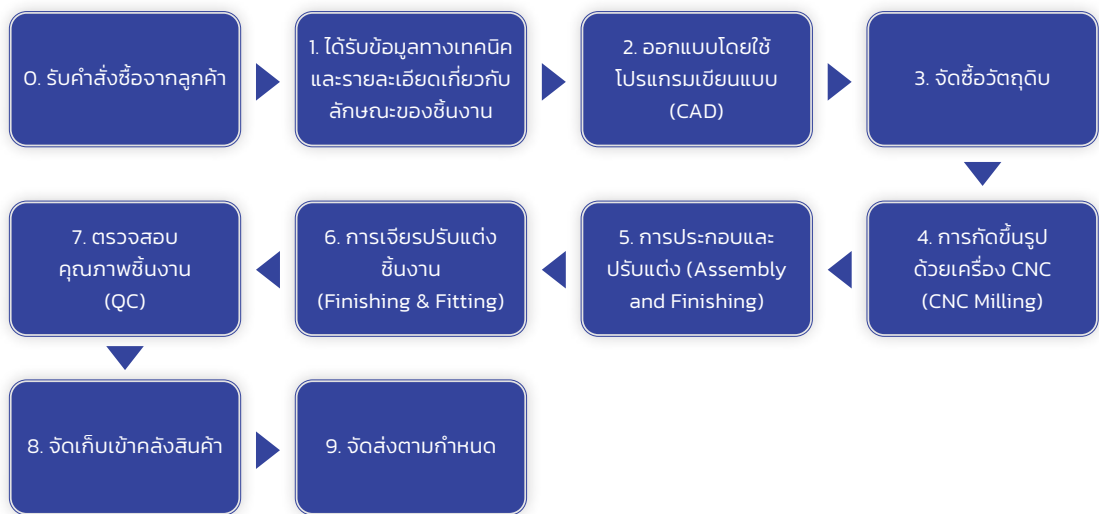 0. รับคำสั่งซื้อจากลูกค้า
1. ได้รับข้อมูลทางเทคนิค
และรายละเอียดเกี่ยวกับ
ลักษณะของชิ้นงาน
2. ออกแบบโดยใช้
โปรแกรมเขียนแบบ
(CAD)
3. จัดซื้อวัตถุดิบ
4. การกัดขึ้นรูป
ด้วยเครื่อง CNC
(CNC Milling)
5. การประกอบและ
ปรับแต่ง (Assembly
and Finishing)
6. การเจียรปรับแต่ง
ชิ้นงาน
(Finishing & Fitting)
7. ตรวจสอบ
คุณภาพชิ้นงาน
(QC)
8. จัดเก็บเข้าคลังสินค้า
9. จัดส่งตามกำหนด